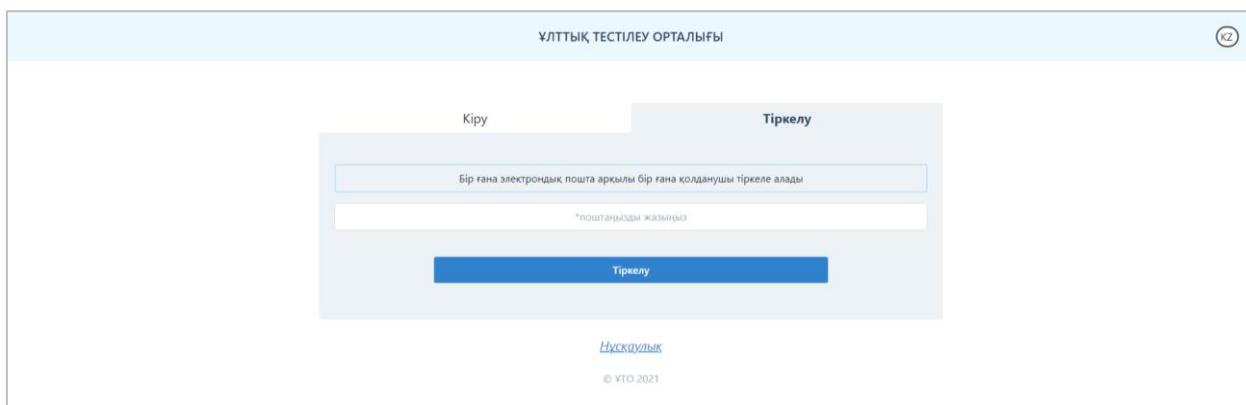 ҰЛТТЫҚ ТЕСТІЛЕУ ОРТАЛЫҒЫ
KZ
Кіру
Тіркелу
Бір ғана электрондық пошта арқылы бір ғана қолданушы тіркеле алады
*поштаңызды жазыңыз
Тіркелу
Нұсқаулық
© ҰТО 2021